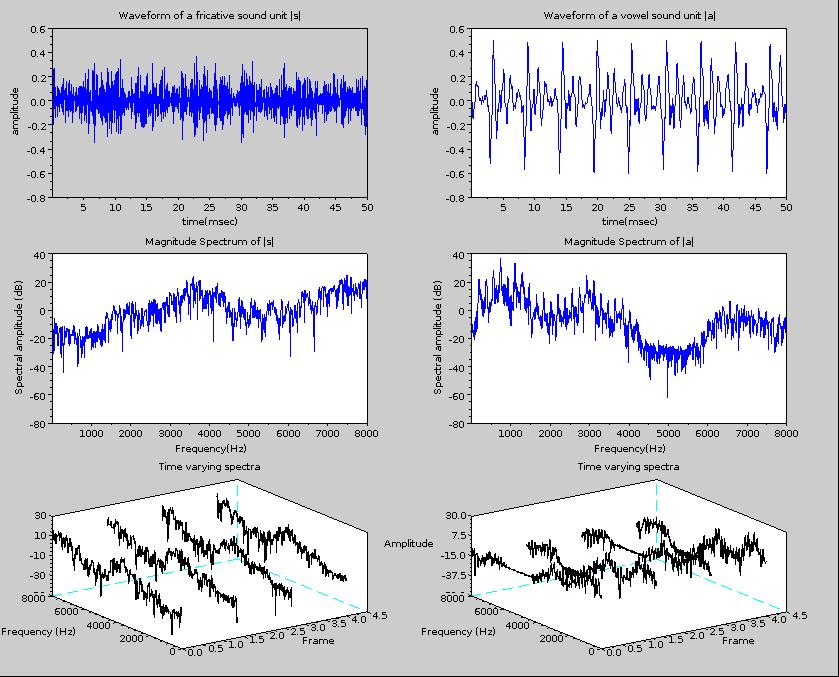 Waveform of a fricative sound unit |s|
0.6
0.4
0.2
0.0
-0.2
-0.4
-0.6
-0.8
amplitude
5 10 15 20 25 30 35 40 45 50
time(msec)
Waveform of a vowel sound unit |a|
0.6
0.4
0.2
0.0
-0.2
-0.4
-0.6
-0.8
amplitude
5 10 15 20 25 30 35 40 45 50
time(msec)
Magnitude Spectrum of |s|
40
20
0
-20
-40
-60
-80
Spectral amplitude (dB)
1000 2000 3000 4000 5000 6000 7000 8000
Frequency(Hz)
Magnitude Spectrum of |a|
40
20
0
-20
-40
-60
-80
Spectral amplitude (dB)
1000 2000 3000 4000 5000 6000 7000 8000
Frequency(Hz)
Time varying spectra
30
10
-10
-30
8000
6000
4000
2000
0
Frequency (Hz)
0.0 0.5 1.0 1.5 2.0 2.5 3.0 3.5 4.0 4.5
Frame
Time varying spectra
Amplitude
30.0
7.5
-15.0
-37.5
8000
6000
4000
2000
0
Frequency (Hz)
0.0 0.5 1.0 1.5 2.0 2.5 3.0 3.5 4.0 4.5
Frame